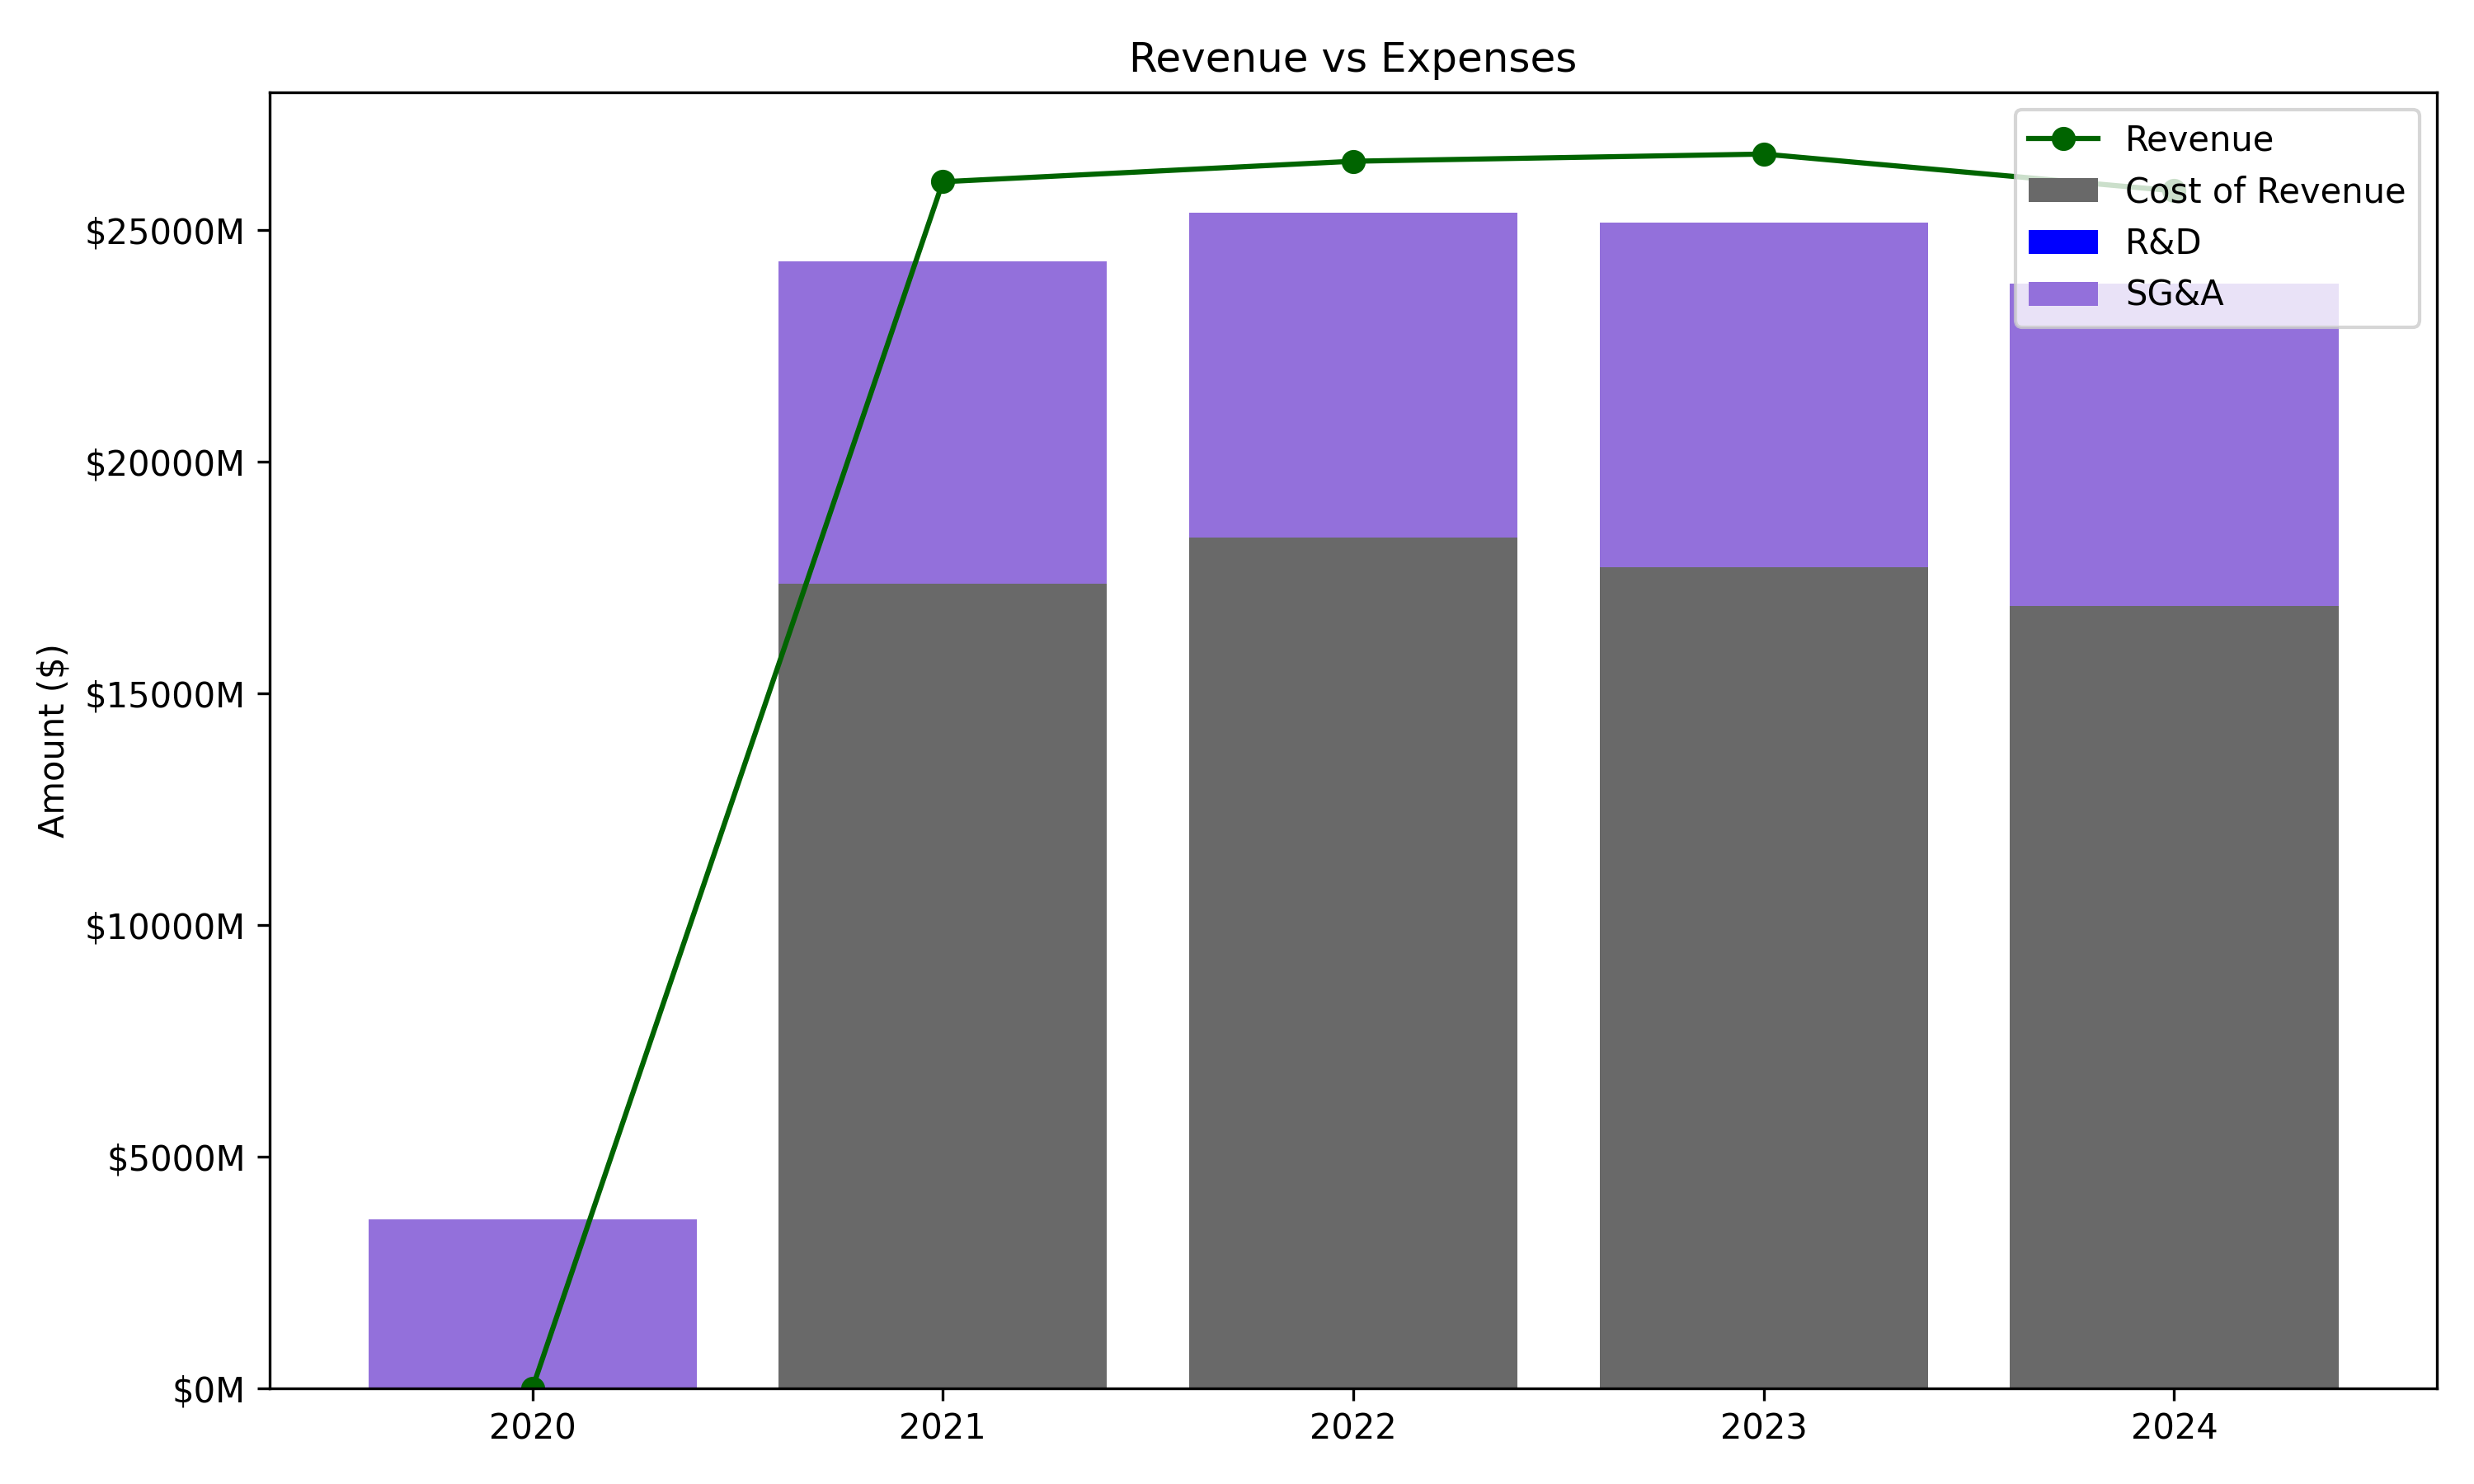 Revenue vs Expenses
Revenue
Cost of Revenue
R&D
SG&A
Amount ($)
$25000M
$20000M
$15000M
$10000M
$5000M
$0M
2020
2021
2022
2023
2024